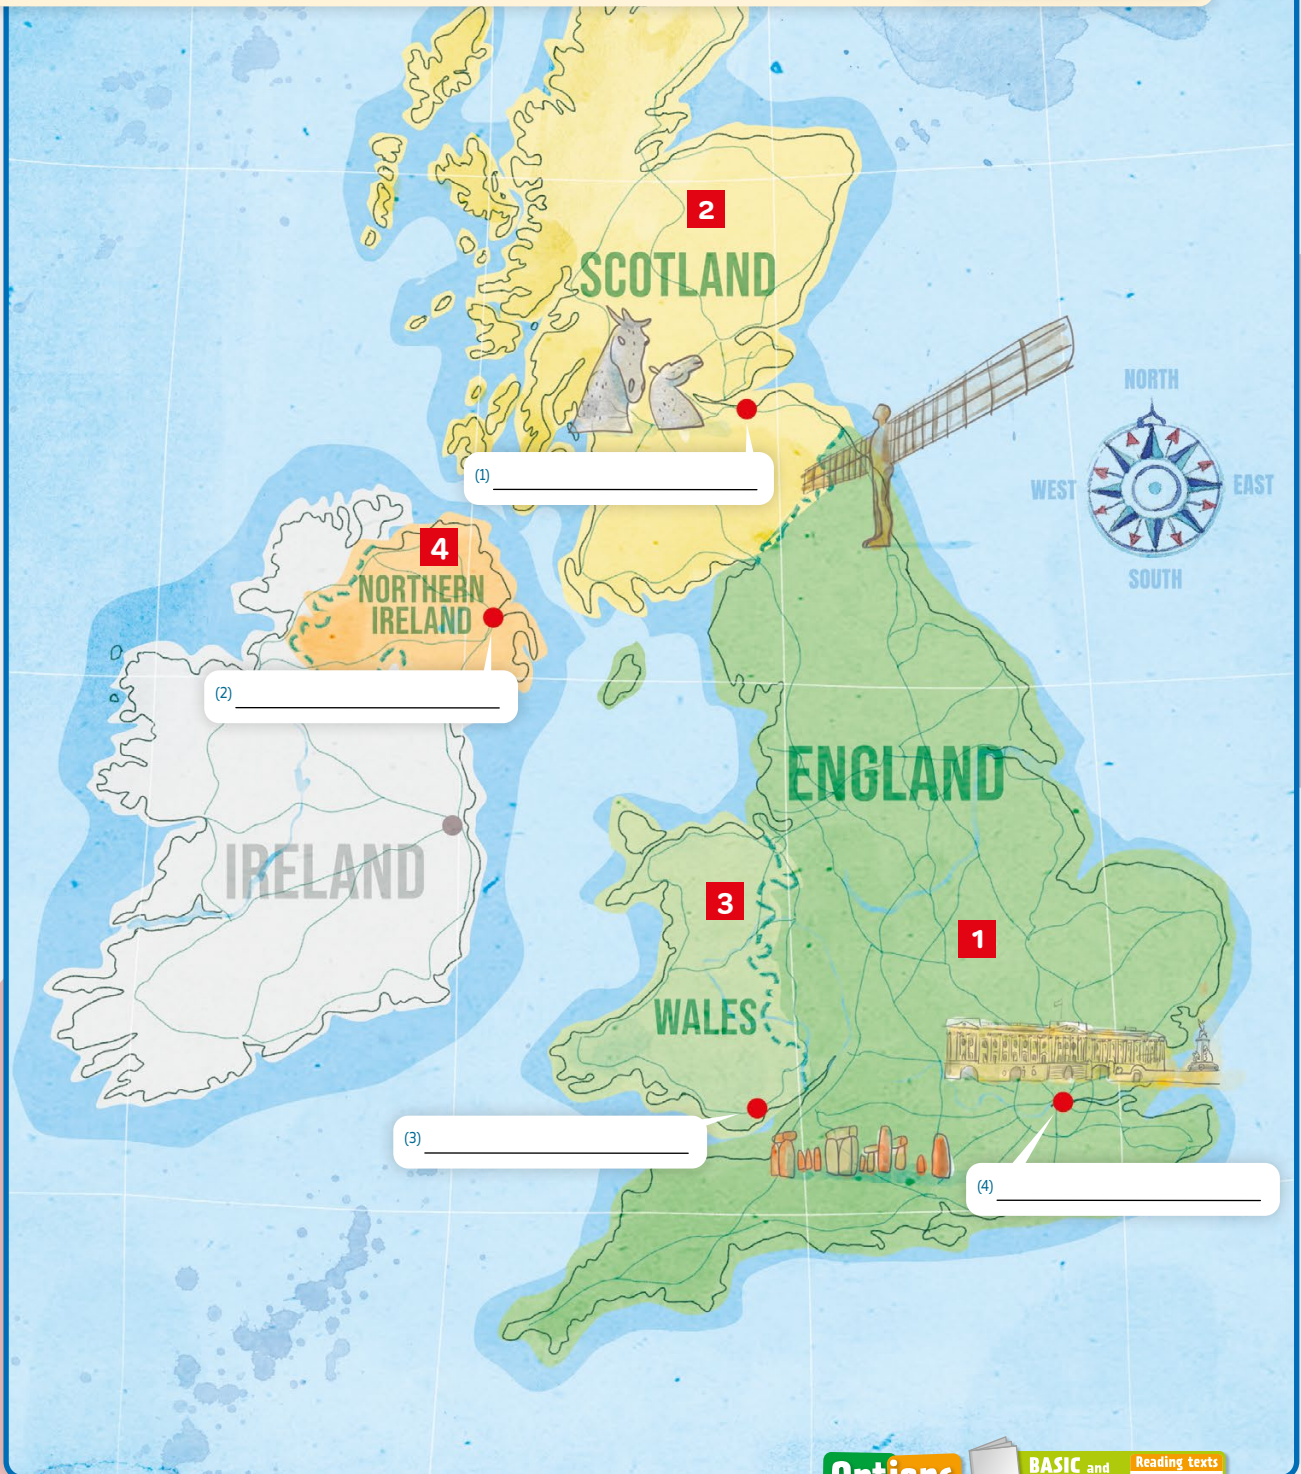 2
SCOTLAND
NORTH
WEST
EAST
SOUTH
(1)
4
NORTHERN
IRELAND
(2)
ENGLAND
IRELAND
3
1
WALES
(3)
(4)
Options
BASIC and
Reading texts